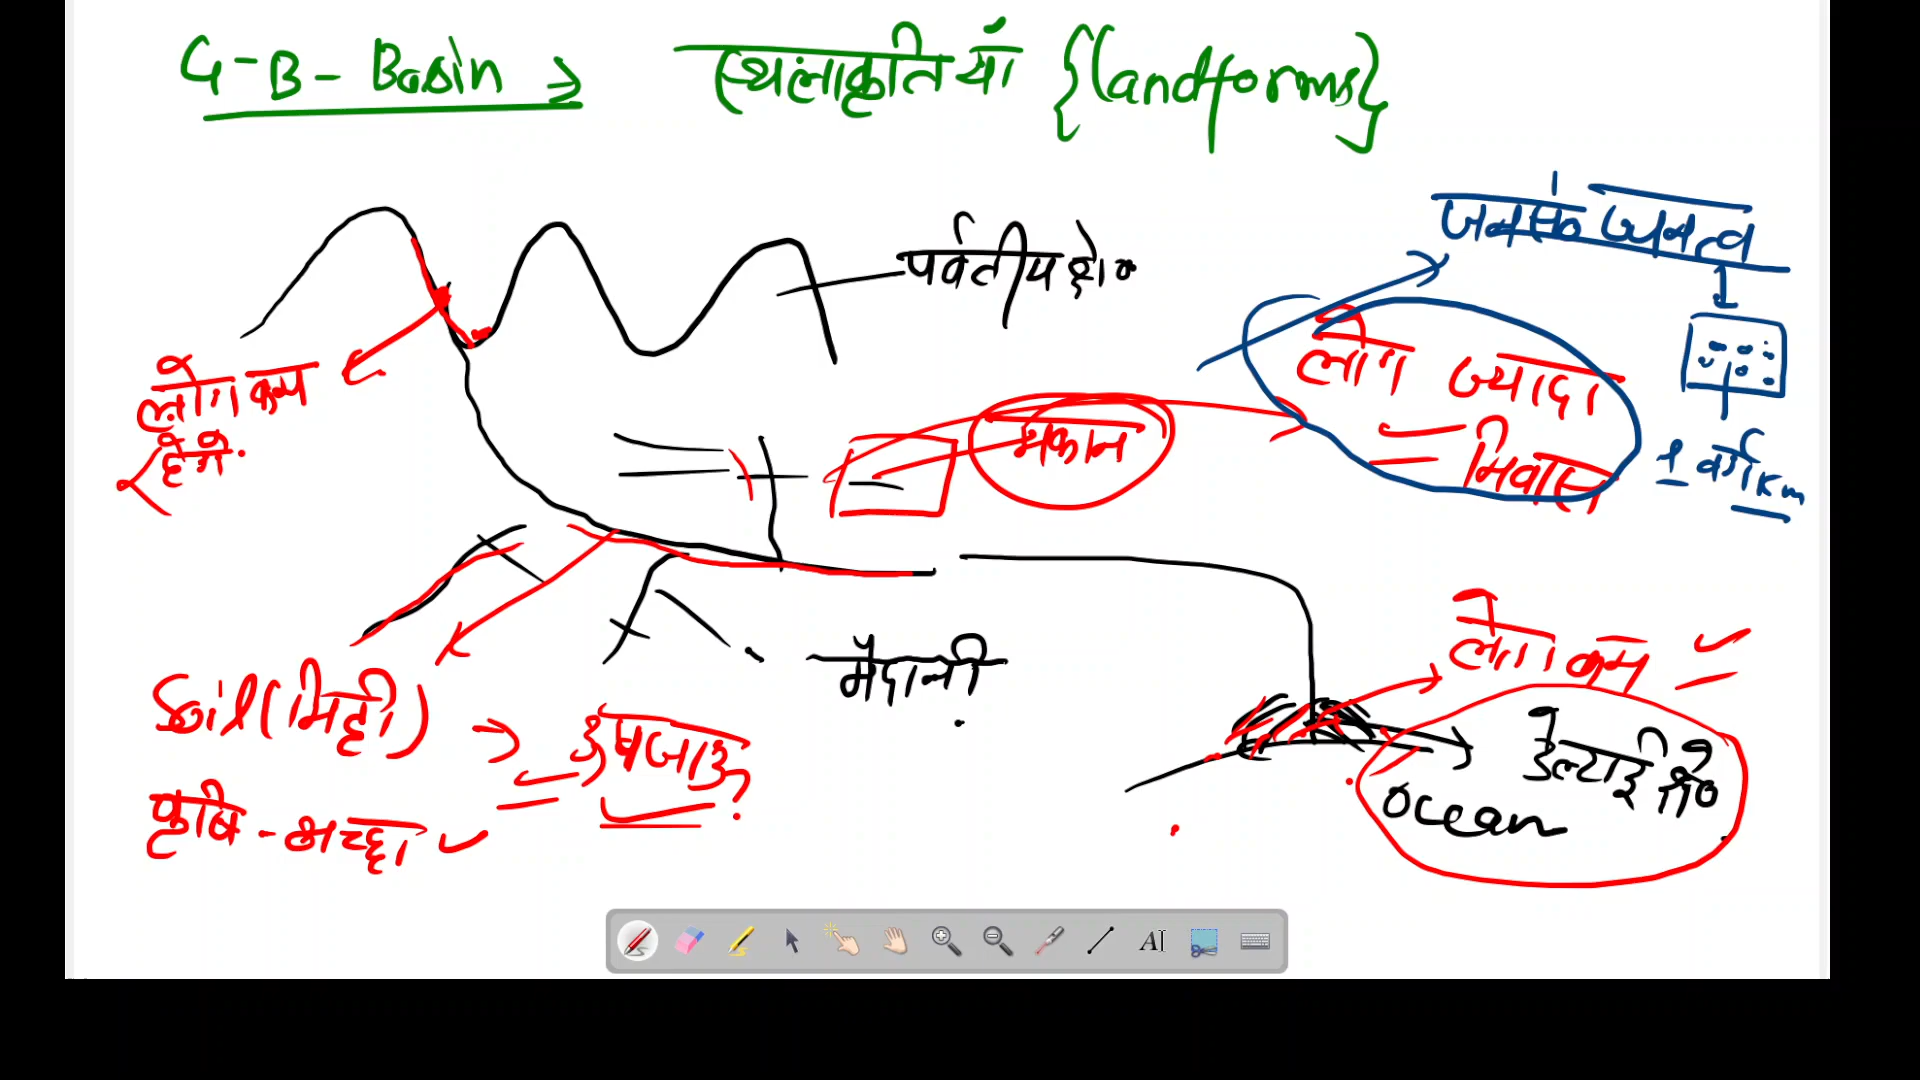 G-B-Basin ⇒ स्थलाकृतियाँ {(landforms}
जनसंख्या घनत्व
पर्वतीय क्षेत्र
लोग ज्यादा
निवास
1 वर्ग Km
लोग कम
होंगे.
मकान
मैदानी
लोग कम
डेल्टाई क्षेत्र
ocean
Soil (मिट्टी) → उपजाऊ
कृषि - अच्छा
A